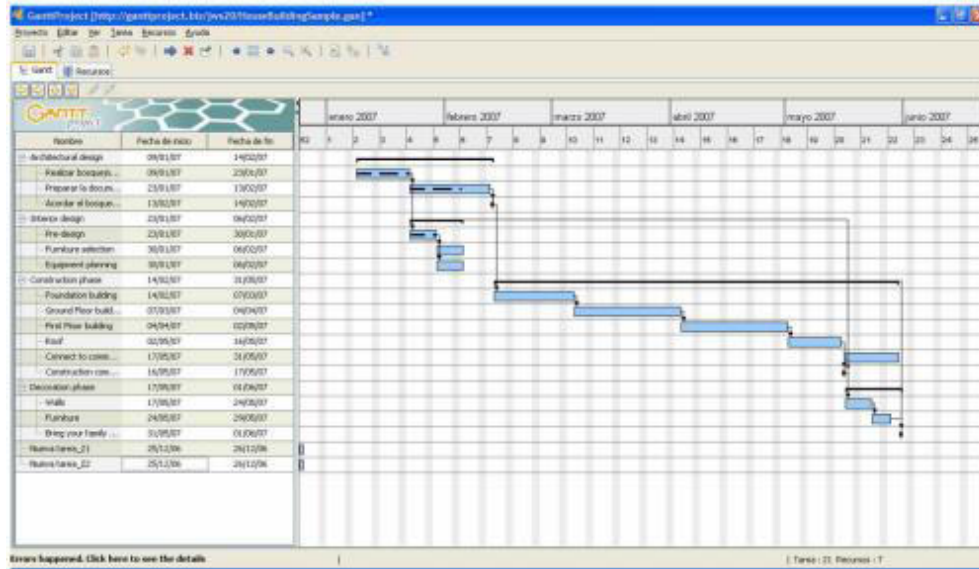 GanttProject [http://ganttproject.biz/jws20/HouseBuildingSample.gan] *
Proyecto Editar Ver Tarea Recursos Ayuda
Gantt Recursos
GANTT
PROJECT
enero 2007 febrero 2007 marzo 2007 abril 2007 mayo 2007 junio 2007
Nombre Fecha de inicio Fecha de fin
Architectural design 09/01/07 14/02/07
Realizar bosquejo... 09/01/07 23/01/07
Preparar la docum... 23/01/07 13/02/07
Acordar el bosque... 13/02/07 14/02/07
Interior design 23/01/07 06/02/07
Pre-design 23/01/07 30/01/07
Furniture selection 30/01/07 06/02/07
Equipment planning 30/01/07 06/02/07
Construction phase 14/02/07 31/05/07
Foundation building 14/02/07 07/03/07
Ground Floor build... 07/03/07 04/04/07
First Floor building 04/04/07 02/05/07
Roof 02/05/07 16/05/07
Connect to comm... 17/05/07 31/05/07
Construction com... 16/05/07 17/05/07
Decoration phase 17/05/07 01/06/07
Walls 17/05/07 24/05/07
Furniture 24/05/07 29/05/07
Bring your family ... 31/05/07 01/06/07
Nueva tarea_21 25/12/06 26/12/06
Nueva tarea_22 25/12/06 26/12/06
Errors happened. Click here to see the details
Tarea : 21 Recursos : 7